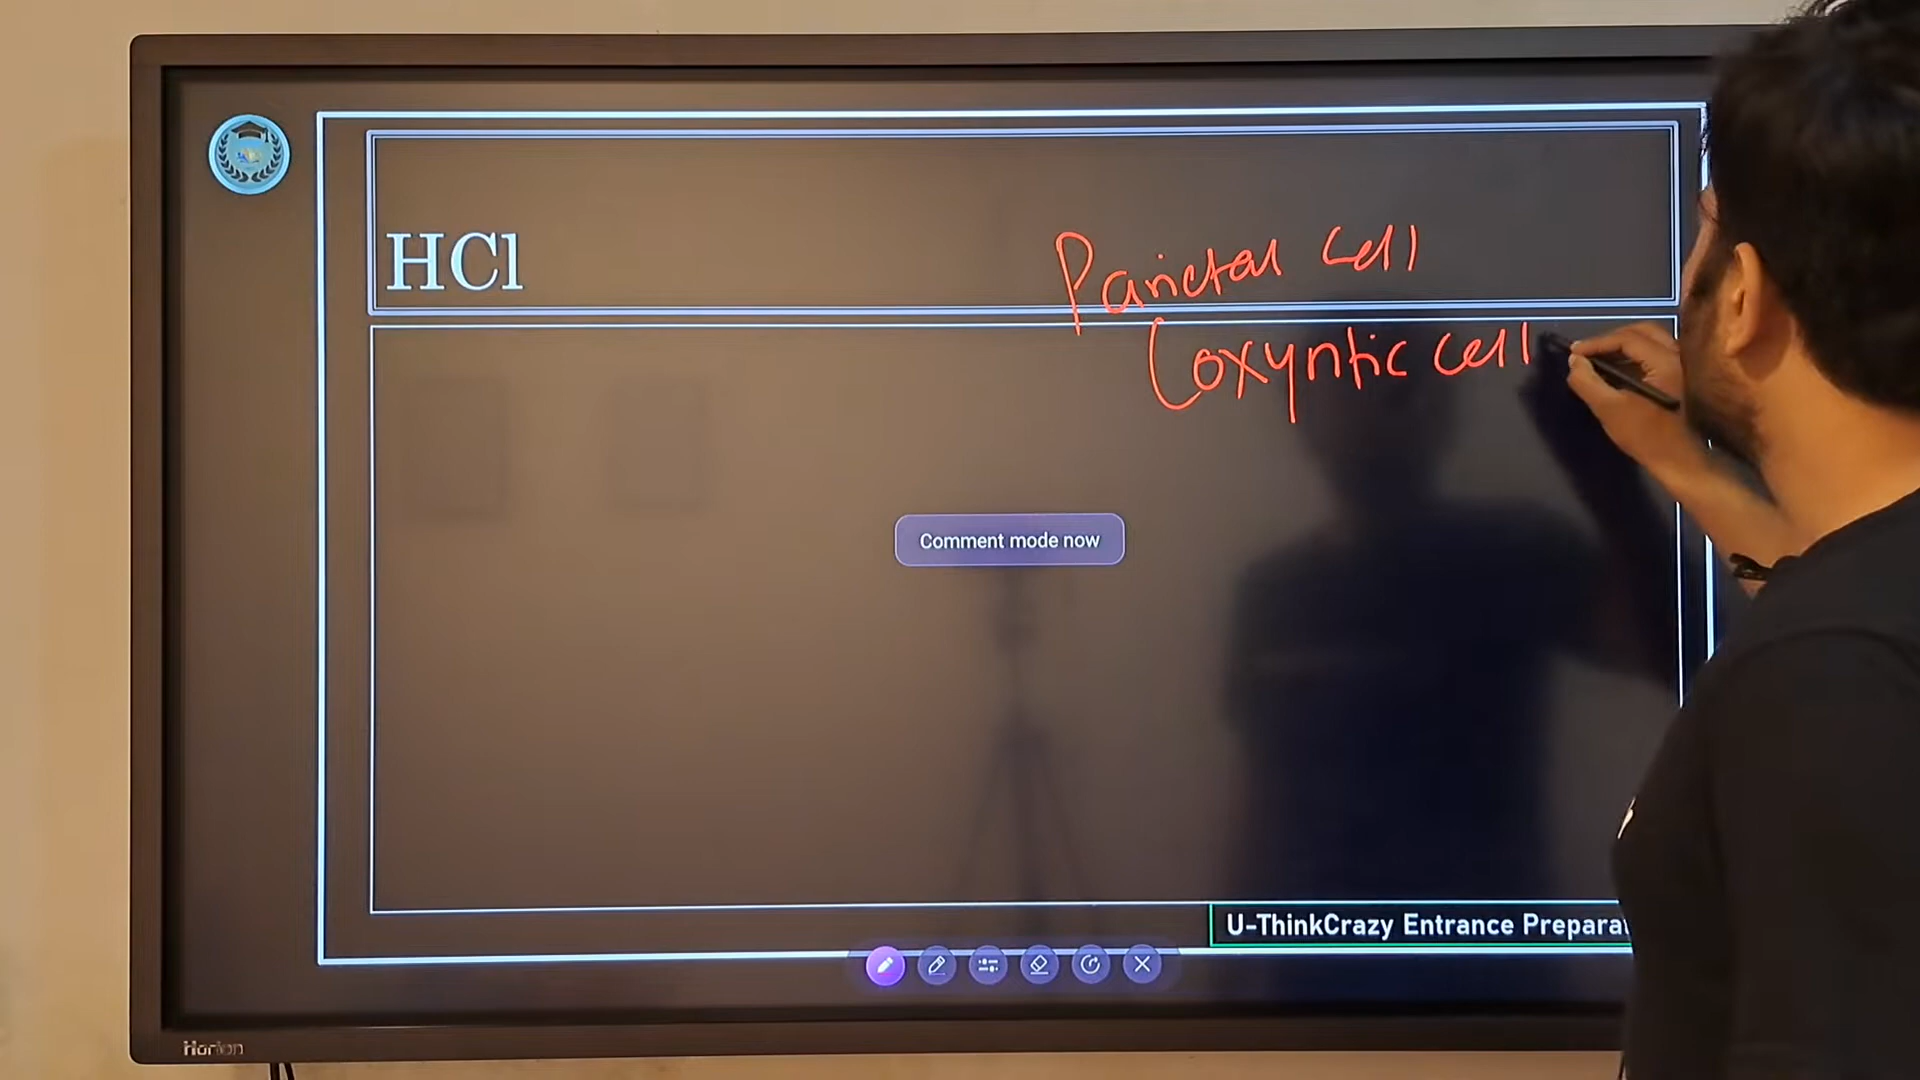 HCl
Parietal cell
(oxyntic cell
Comment mode now
U-ThinkCrazy Entrance Prepara
Horion